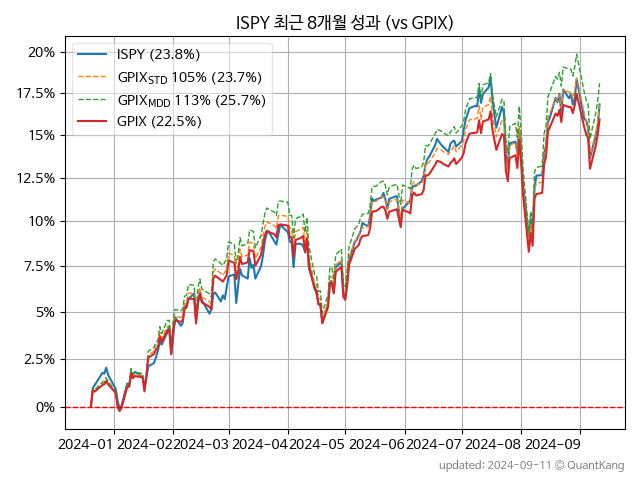 ISPY 최근 8개월 성과 (vs GPIX)
ISPY (23.8%)
GPIX_STD 105% (23.7%)
GPIX_MDD 113% (25.7%)
GPIX (22.5%)
20%
17.5%
15%
12.5%
10%
7.5%
5%
2.5%
0%
2024-01 2024-02 2024-03 2024-04 2024-05 2024-06 2024-07 2024-08 2024-09
updated: 2024-09-11 © QuantKang